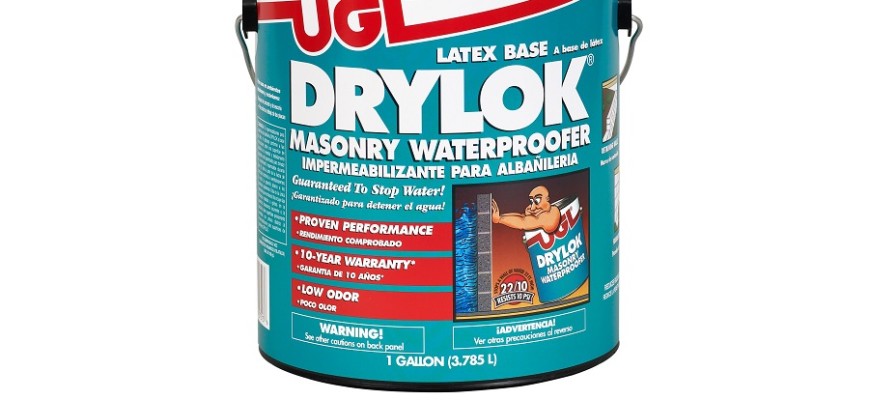 UGL
LATEX BASE A base de látex
DRYLOK®
MASONRY WATERPROOFER
IMPERMEABILIZANTE PARA ALBAÑILERIA
Guaranteed To Stop Water!
¡Garantizado para detener el agua!
•PROVEN PERFORMANCE
•RENDIMIENTO COMPROBADO
•10-YEAR WARRANTY*
•GARANTIA DE 10 AÑOS*
•LOW ODOR
•POCO OLOR
UGL
DRYLOK
MASONRY
WATERPROOFER
22/10
RESISTS 10 PSI
WARNING!
See other cautions on back panel
¡ADVERTENCIA!
Ver otras precauciones al reverso
1 GALLON (3.785 L)